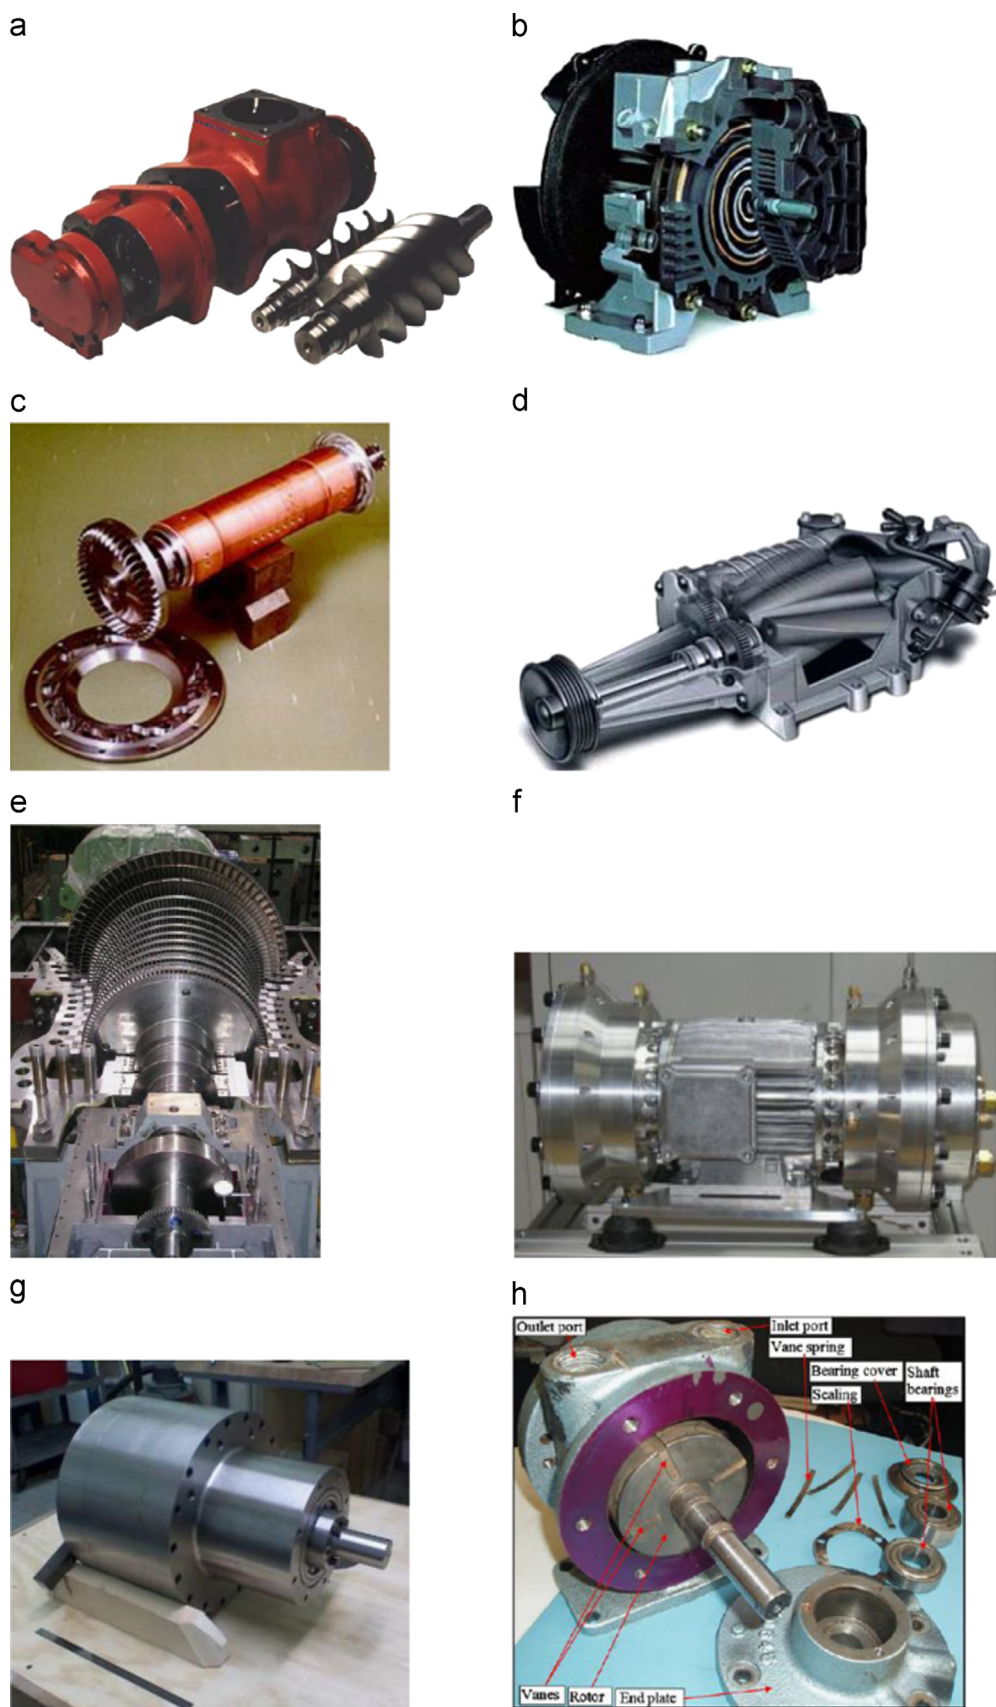 a
b
c
d
e
f
g
h
Outlet port
Inlet port
Vane spring
Bearing cover
Shaft
bearings
Sealing
Vanes
Rotor
End plate